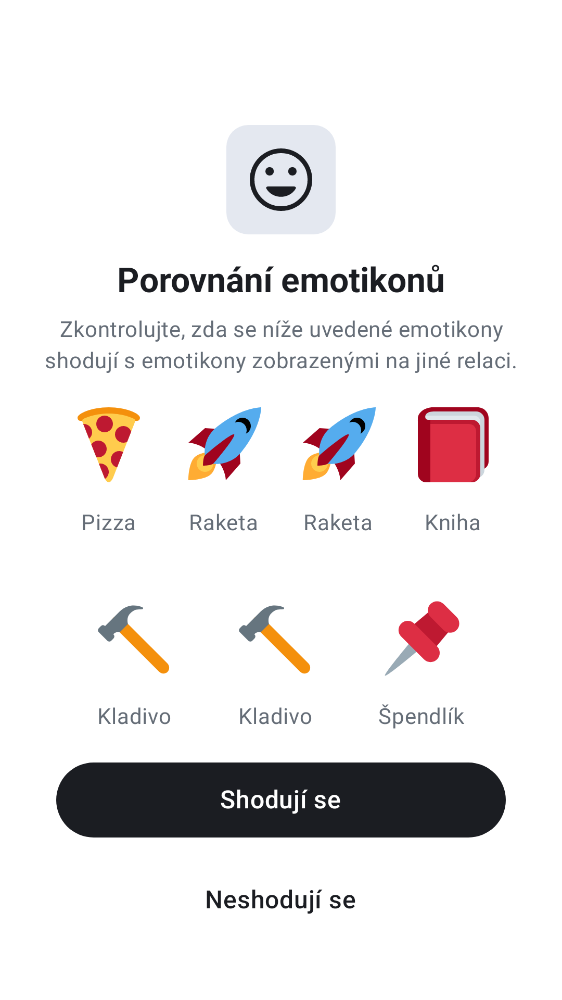 Porovnání emotikonů
Zkontrolujte, zda se níže uvedené emotikony
shodují s emotikony zobrazenými na jiné relaci.
Pizza Raketa Raketa Kniha
Kladivo Kladivo Špendlík
Shodují se
Neshodují se